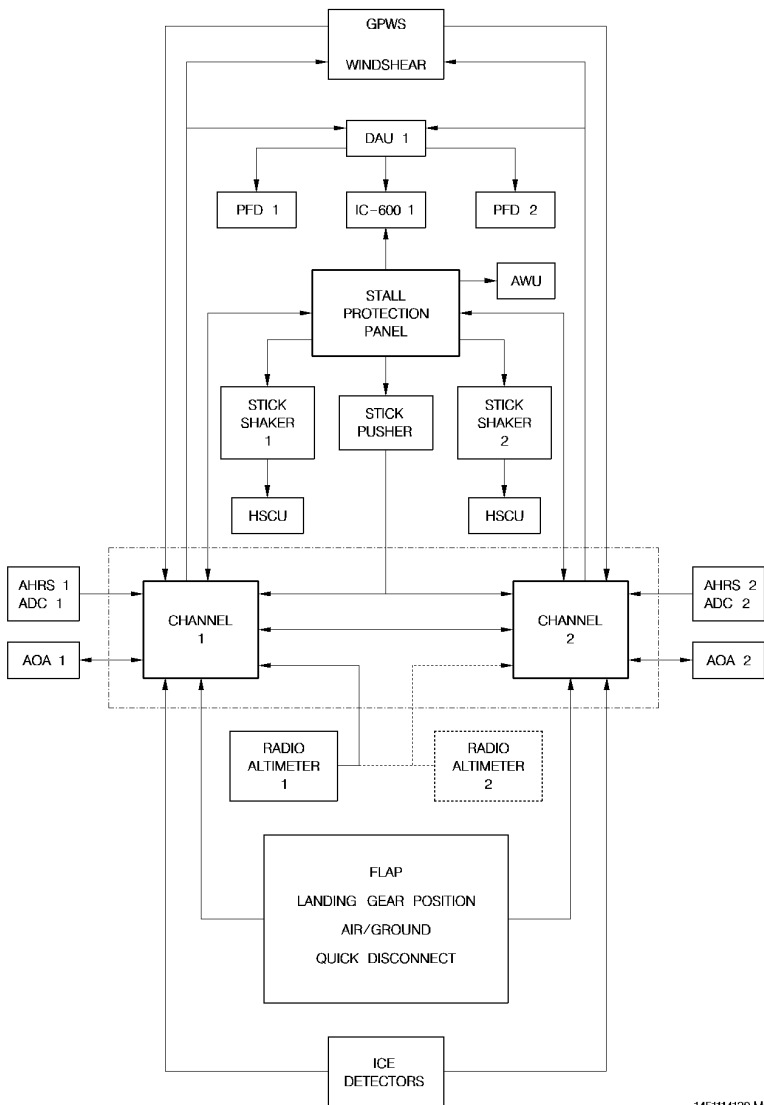 GPWS
WINDSHEAR
DAU 1
PFD 1
IC-600 1
PFD 2
AWU
STALL
PROTECTION
PANEL
STICK
SHAKER
1
STICK
PUSHER
STICK
SHAKER
2
HSCU
HSCU
AHRS 1
ADC 1
CHANNEL
1
CHANNEL
2
AHRS 2
ADC 2
AOA 1
AOA 2
RADIO
ALTIMETER
1
RADIO
ALTIMETER
2
FLAP
LANDING GEAR POSITION
AIR/GROUND
QUICK DISCONNECT
ICE
DETECTORS